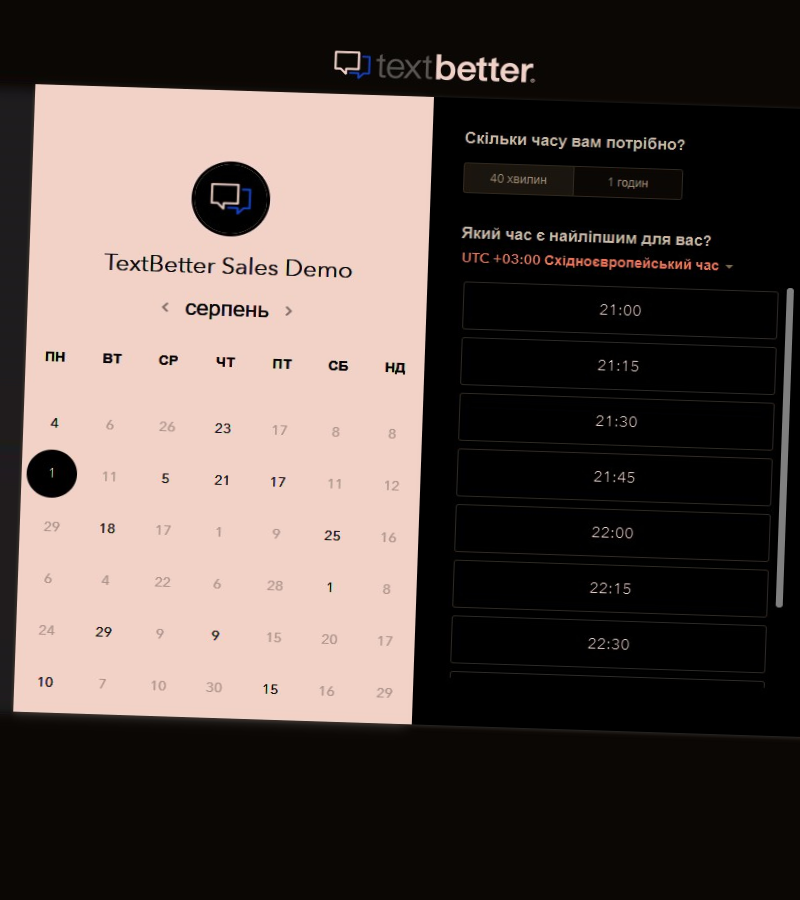 textbetter.
TextBetter Sales Demo
серпень
ПН ВТ СР ЧТ ПТ СБ НД
4 6 26 23 17 8 8
1 11 5 21 17 11 12
29 18 17 1 9 25 16
6 4 22 6 28 1 8
24 29 9 9 15 20 17
10 7 10 30 15 16 29
Скільки часу вам потрібно?
40 хвилин 1 годин
Який час є найліпшим для вас?
UTC +03:00 Східноєвропейський час
21:00
21:15
21:30
21:45
22:00
22:15
22:30